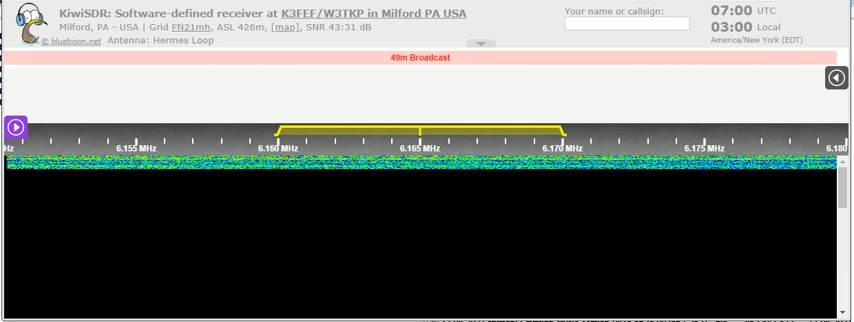 KiwiSDR: Software-defined receiver at K3FEF/W3TKP in Milford PA USA
Milford, PA - USA | Grid FN21mh, ASL 426m, [map], SNR 43:31 dB
© bluebison.net Antenna: Hermes Loop
Your name or callsign:
07:00 UTC
03:00 Local
America/New York (EDT)
49m Broadcast
Hz 6.155 MHz 6.160 MHz 6.165 MHz 6.170 MHz 6.175 MHz 6.180